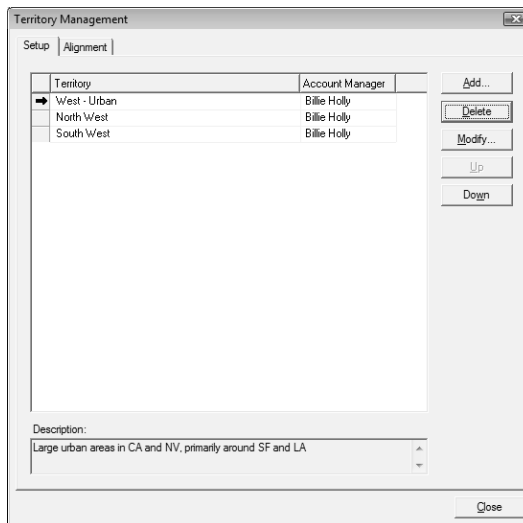 Territory Management
Setup Alignment
Territory Account Manager
West - Urban Billie Holly
North West Billie Holly
South West Billie Holly
Add...
Delete
Modify...
Up
Down
Description:
Large urban areas in CA and NV, primarily around SF and LA
Close